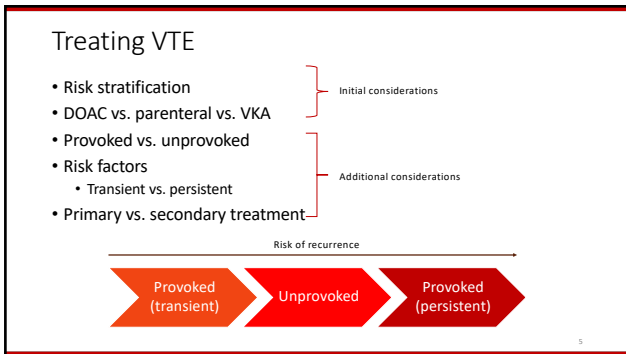 Treating VTE
• Risk stratification
• DOAC vs. parenteral vs. VKA
• Provoked vs. unprovoked
• Risk factors
• Transient vs. persistent
• Primary vs. secondary treatment
Initial considerations
Additional considerations
Risk of recurrence
Provoked
(transient)
Unprovoked
Provoked
(persistent)
5